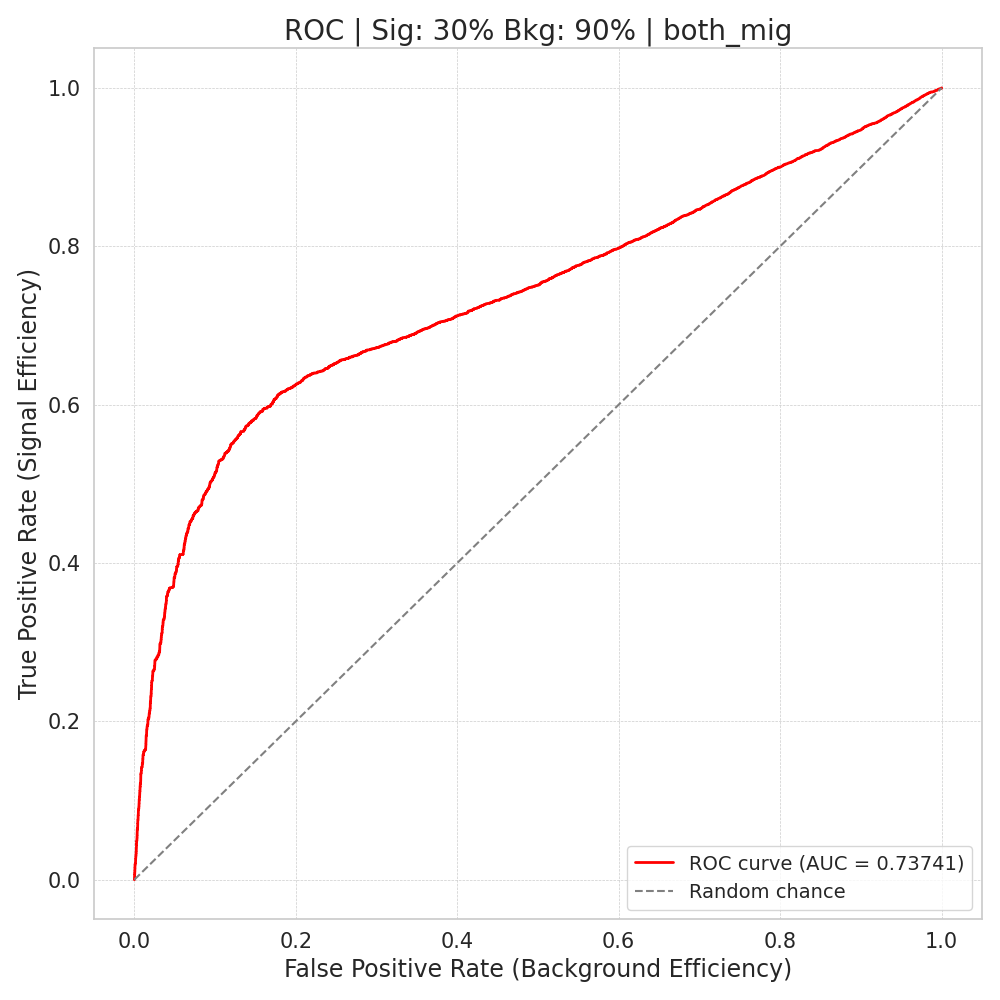 ROC | Sig: 30% Bkg: 90% | both_mig
True Positive Rate (Signal Efficiency)
1.0
0.8
0.6
0.4
0.2
0.0
ROC curve (AUC = 0.73741)
Random chance
0.0 0.2 0.4 0.6 0.8 1.0
False Positive Rate (Background Efficiency)